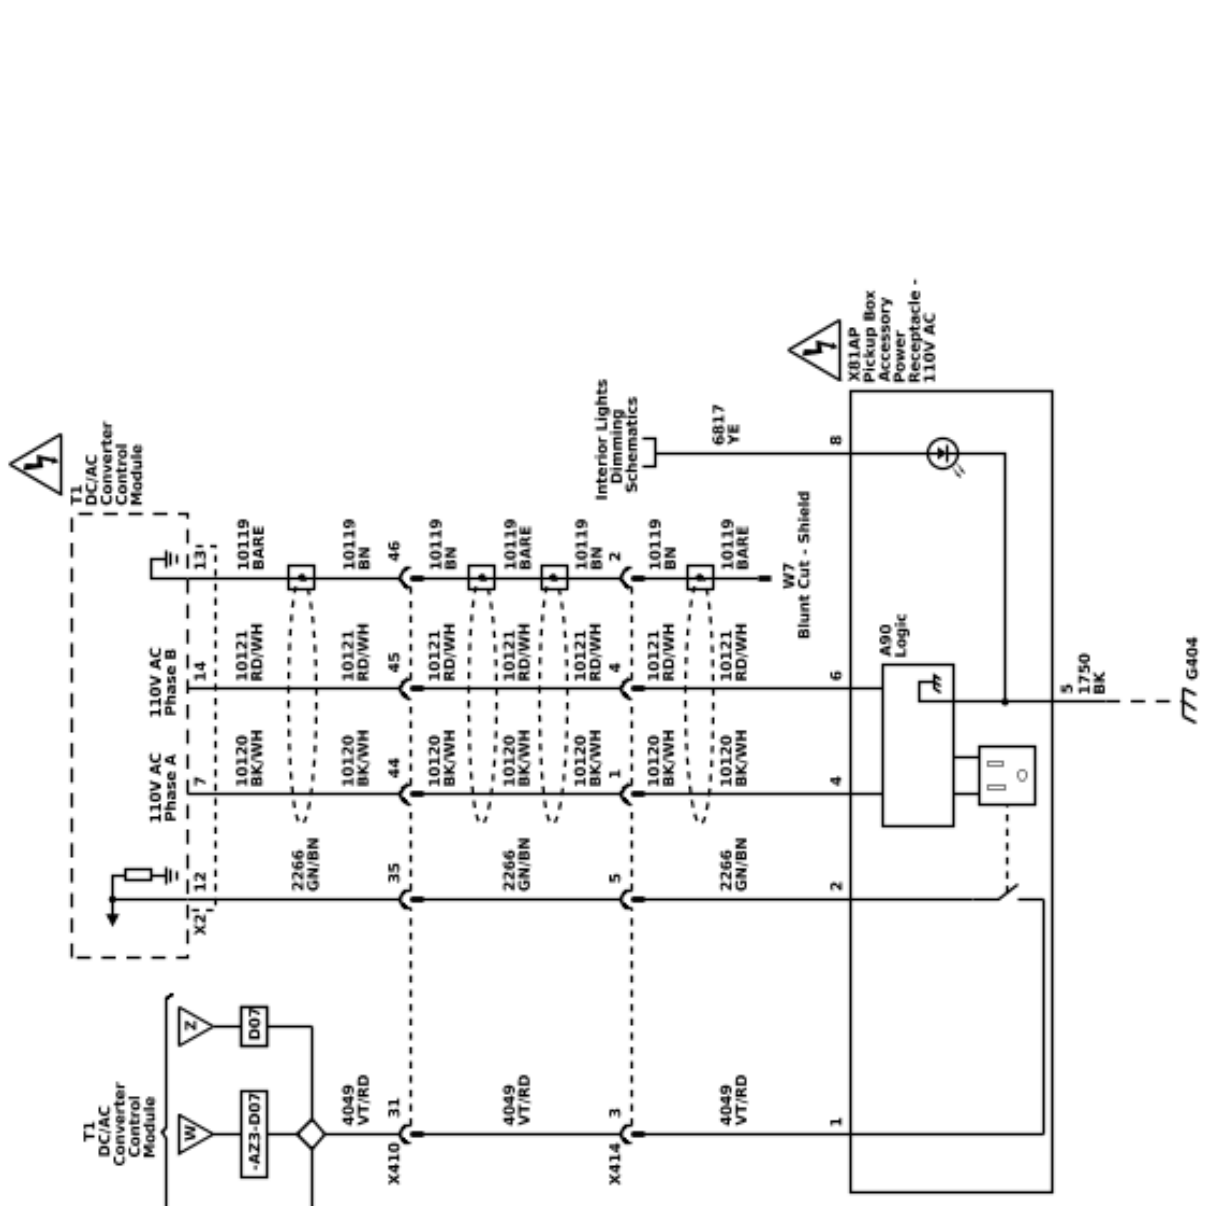 T1
DC/AC
Converter
Control
Module
110V AC
Phase A
110V AC
Phase B
X2
12
7
14
13
2266
GN/BN
10120
BK/WH
10121
RD/WH
10119
BARE
10120
BK/WH
10121
RD/WH
10119
BN
35
44
45
46
2266
GN/BN
10120
BK/WH
10121
RD/WH
10119
BN
10121
RD/WH
10119
BARE
10120
BK/WH
10121
RD/WH
10119
BN
5
1
4
2
2266
GN/BN
10120
BK/WH
10121
RD/WH
10119
BN
10120
BK/WH
10121
RD/WH
10119
BARE
10120
BK/WH
W7
Blunt Cut - Shield
Interior Lights
Dimming
Schematics
6817
YE
2
4
6
8
X81AP
Pickup Box
Accessory
Power
Receptacle -
110V AC
A90
Logic
5
1750
BK
G404
T1
DC/AC
Converter
Control
Module
W
Z
-AZ3-D07
D07
4049
VT/RD
X410
31
4049
VT/RD
X414
3
4049
VT/RD
1